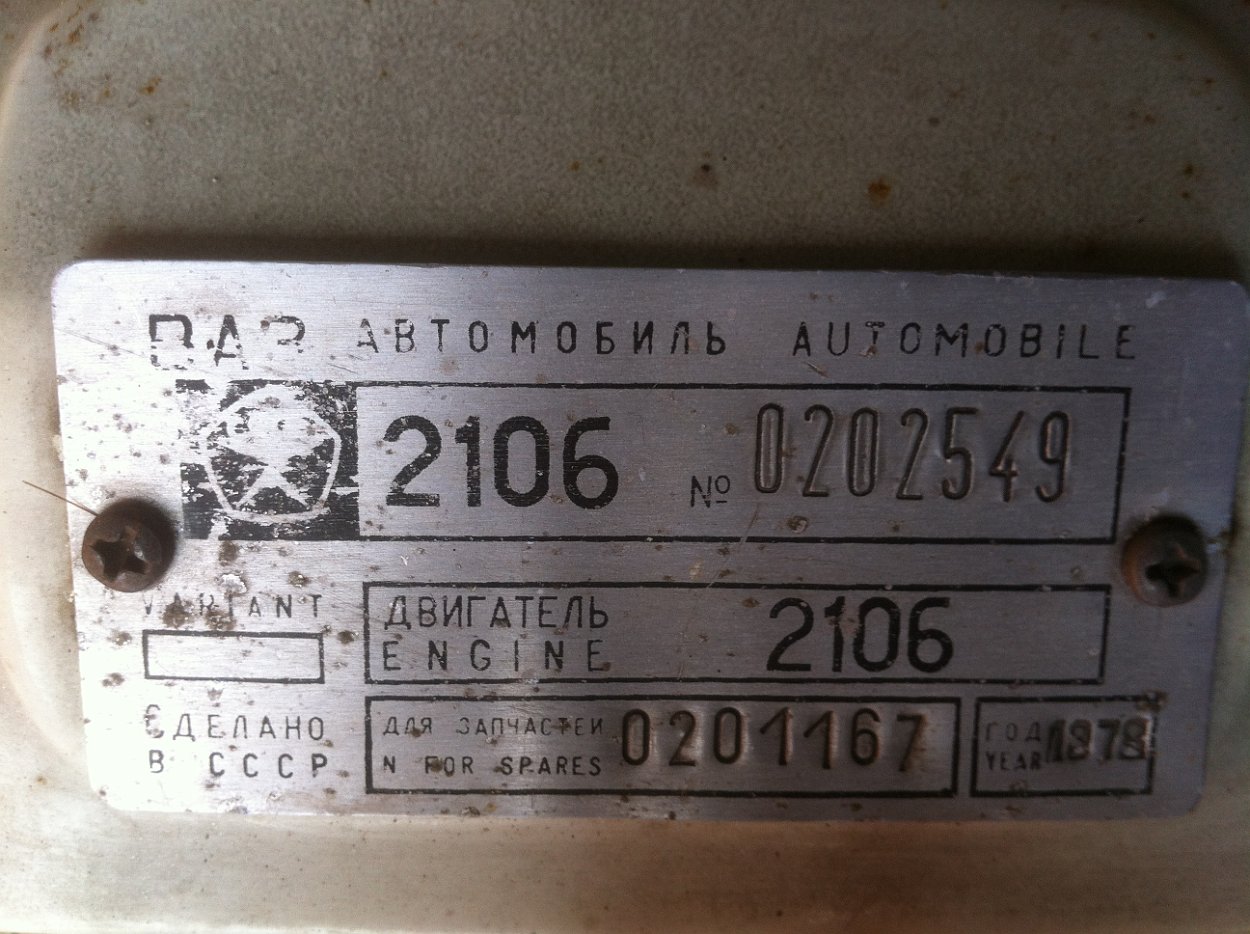 ВАЗ АВТОМОБИЛЬ AUTOMOBILE
2106 № 0202549
VARIANT
ДВИГАТЕЛЬ
ENGINE 2106
СДЕЛАНО
В СССР
ДЛЯ ЗАПЧАСТЕЙ
N FOR SPARES 0201167
ГОД
YEAR 1978